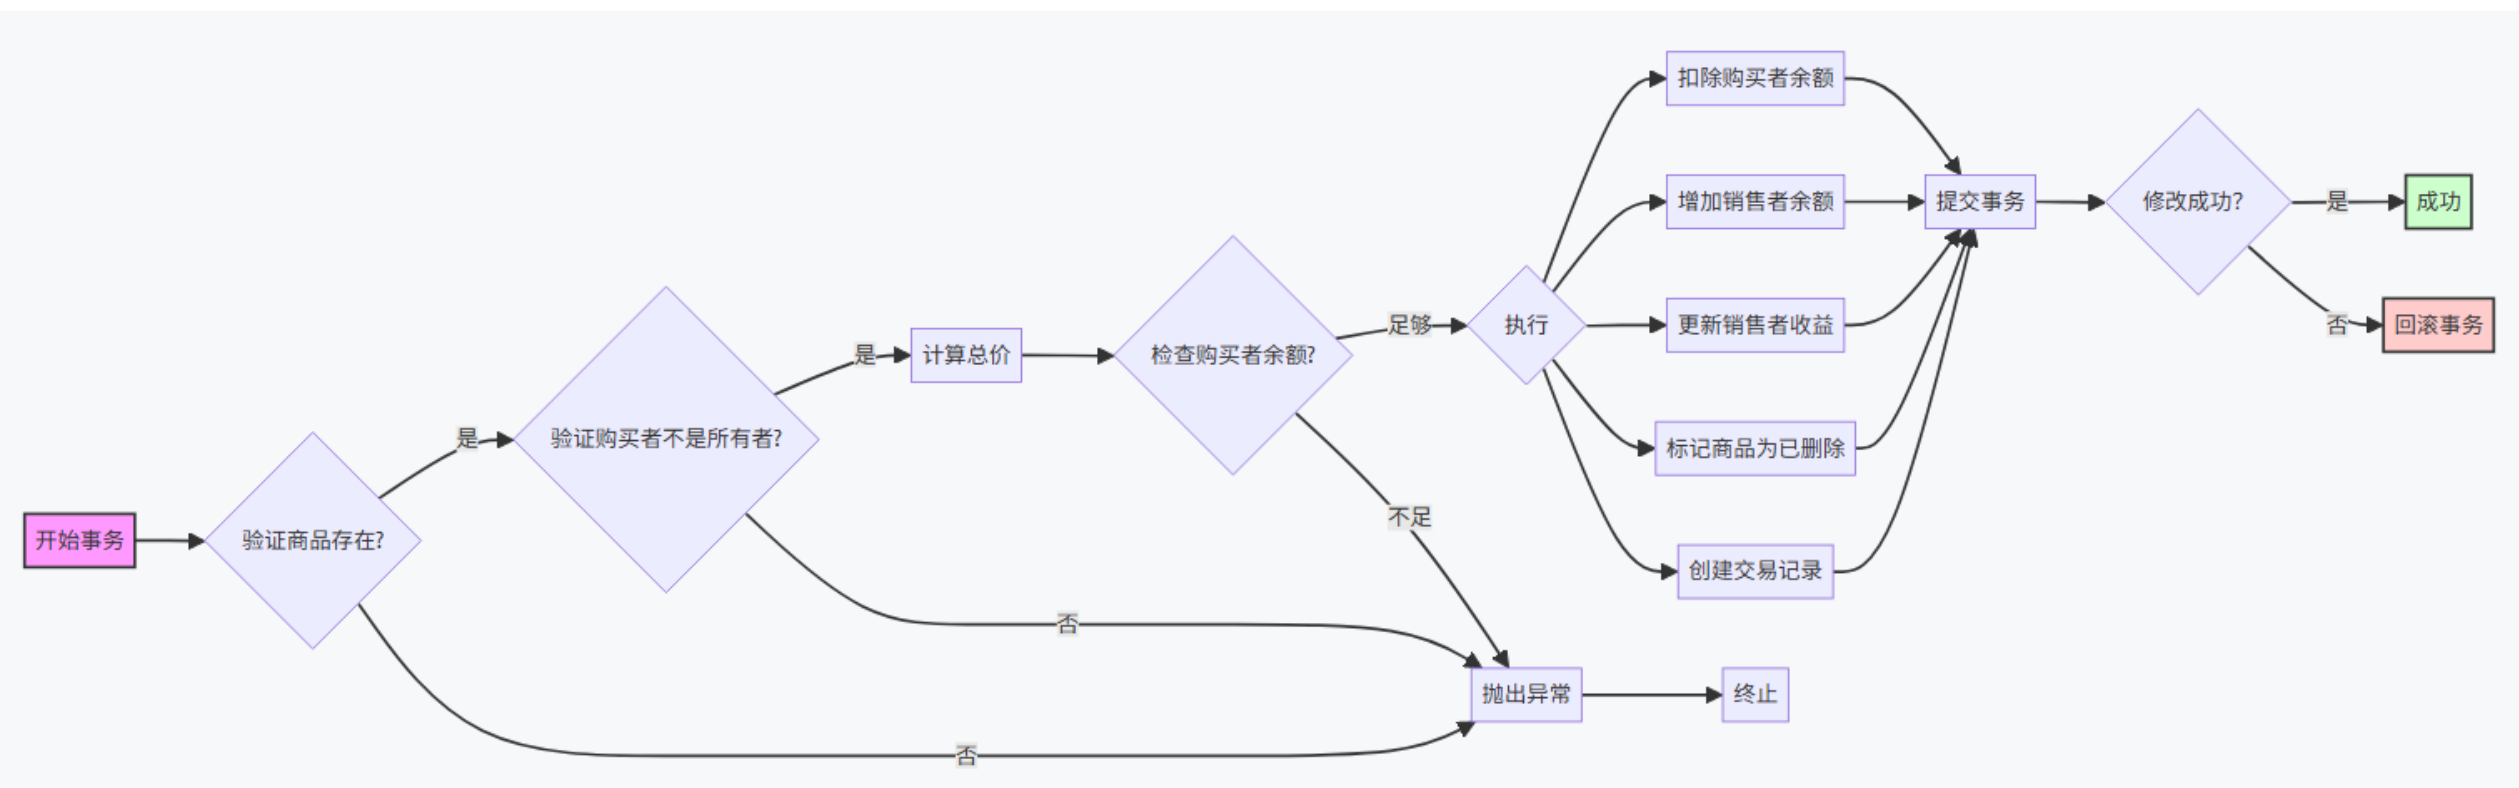 开始事务
验证商品存在?
是
否
验证购买者不是所有者?
是
否
计算总价
检查购买者余额?
足够
不足
执行
扣除购买者余额
增加销售者余额
更新销售者收益
标记商品为已删除
创建交易记录
提交事务
修改成功?
是
成功
否
回滚事务
抛出异常
终止